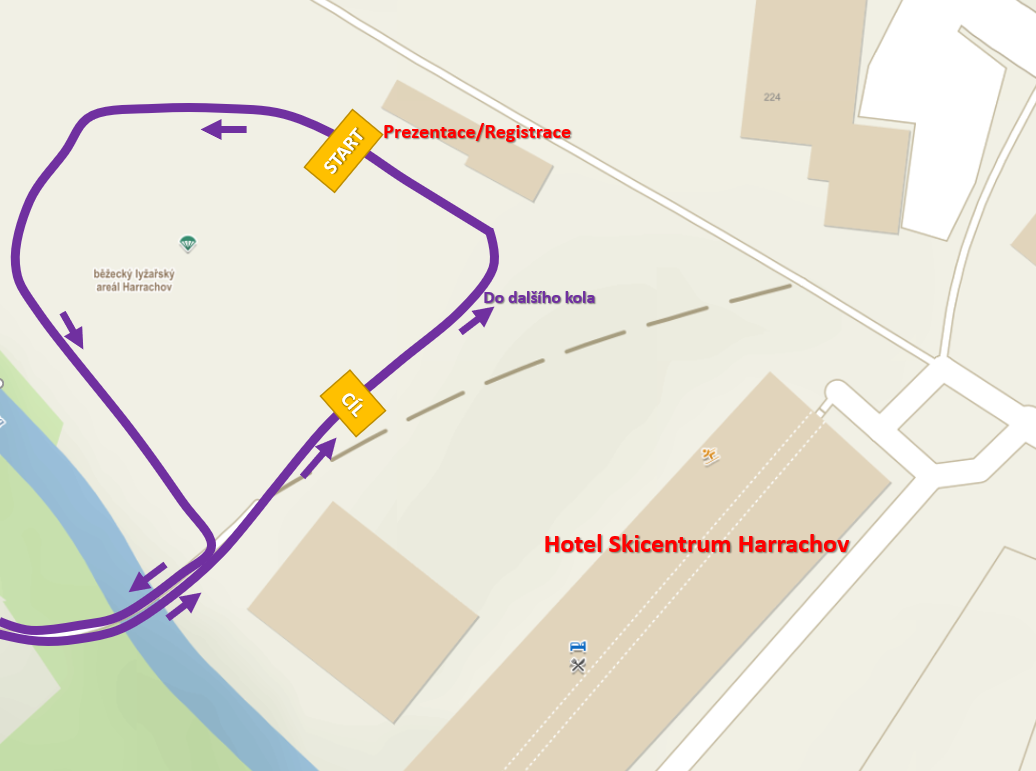 224
START
Prezentace/Registrace
běžecký lyžařský
areál Harrachov
Do dalšího kola
CÍL
Hotel Skicentrum Harrachov